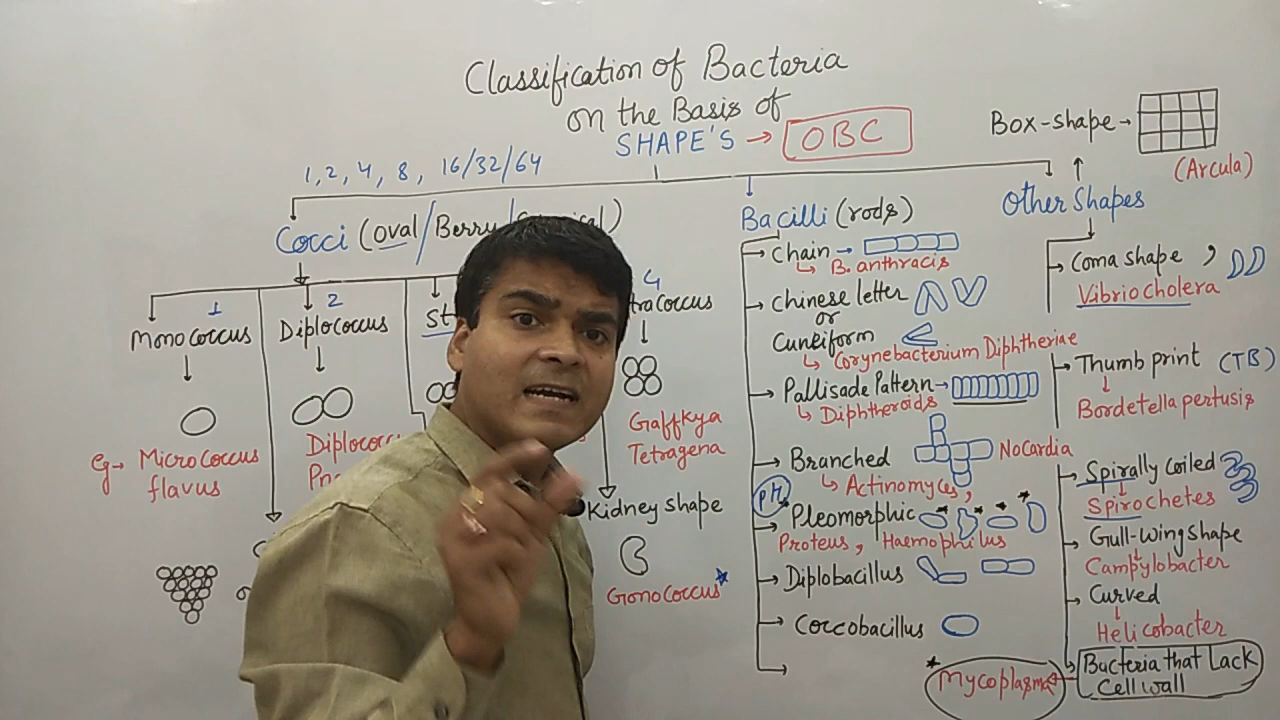 Classification of Bacteria
on the Basis of
SHAPE'S → OBC
1, 2, 4, 8, 16/32/64
Cocci (oval/Berry/
Monococcus
1
eg→ Micrococcus
flavus
Diplococcus
2
St
4
Gaffkya
Tetragena
Kidney shape
Gonococcus
Bacilli (rods)
Chain →
B. anthracis
Chinese letter
or
Cuneiform
Corynebacterium Diphtheriae
Pallisade Pattern→
Diphtheroids
Branched
Nocardia
Actinomyces,
pH
Pleomorphic
Proteus, Haemophilus
Diplobacillus
Coccobacillus
Box-shape →
(Arcula)
Other Shapes
Coma shape ,
Vibriocholera
Thumb print (TB)
Bordetella pertusis
Spirally coiled
Spirochetes
Gull-wing shape
Campylobacter
Curved
Helicobacter
Bacteria that Lack
Cell wall
Mycoplasma